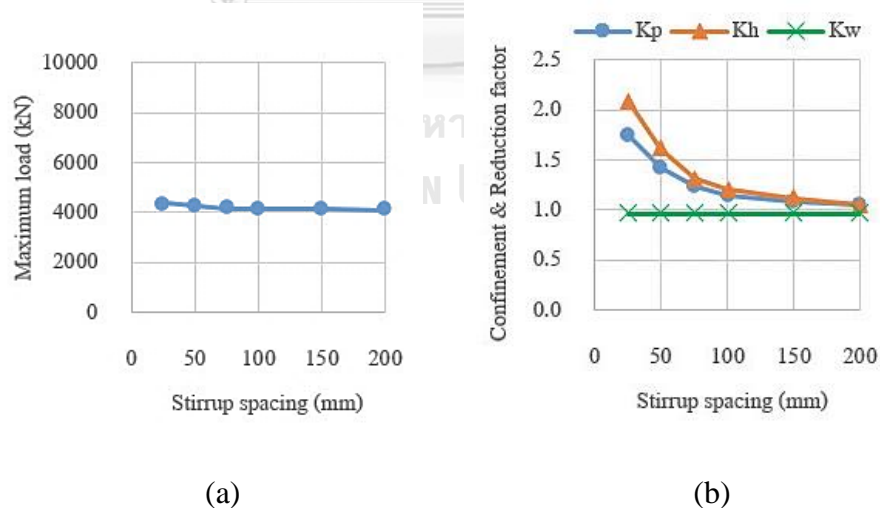 Kp Kh Kw
Maximum load (kN)
10000
8000
6000
4000
2000
0
0 50 100 150 200
Stirrup spacing (mm)
Confinement & Reduction factor
2.5
2.0
1.5
1.0
0.5
0.0
0 50 100 150 200
Stirrup spacing (mm)
(a) (b)